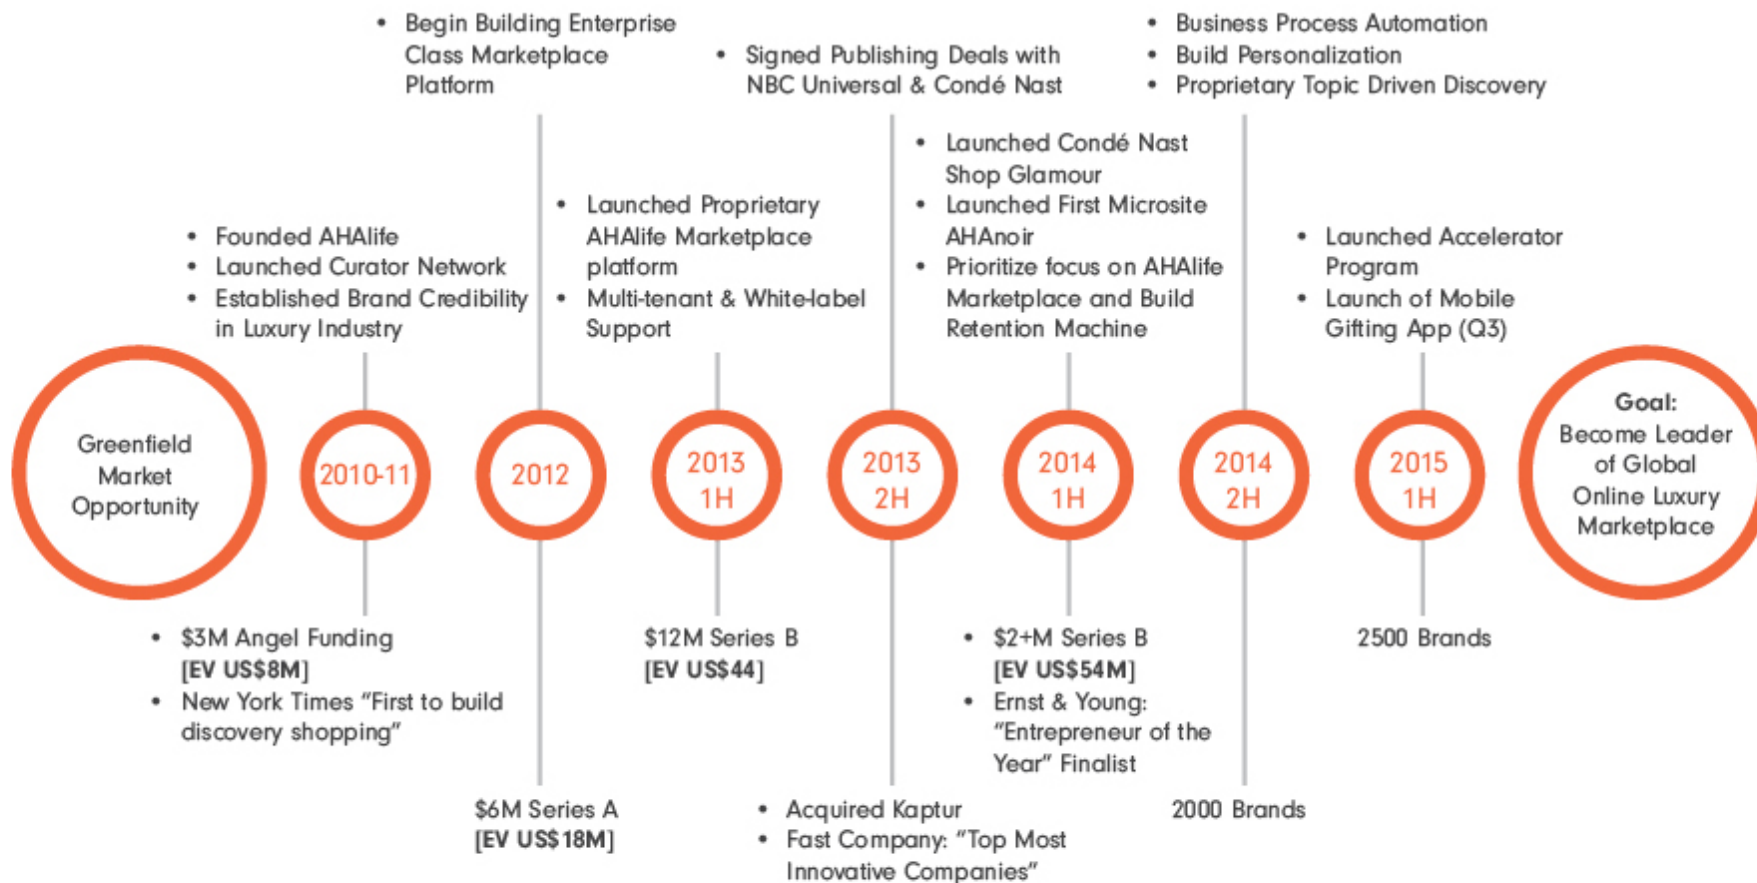 • Begin Building Enterprise
Class Marketplace
Platform
• Signed Publishing Deals with
NBC Universal & Condé Nast
• Business Process Automation
• Build Personalization
• Proprietary Topic Driven Discovery
• Founded AHAlife
• Launched Curator Network
• Established Brand Credibility
in Luxury Industry
• Launched Proprietary
AHAlife Marketplace
platform
• Multi-tenant & White-label
Support
• Launched Condé Nast
Shop Glamour
• Launched First Microsite
AHAnoir
• Prioritize focus on AHAlife
Marketplace and Build
Retention Machine
• Launched Accelerator
Program
• Launch of Mobile
Gifting App (Q3)
Greenfield
Market
Opportunity
2010-11
2012
2013
1H
2013
2H
2014
1H
2014
2H
2015
1H
Goal:
Become Leader
of Global
Online Luxury
Marketplace
• $3M Angel Funding
[EV US$8M]
• New York Times “First to build
discovery shopping”
$12M Series B
[EV US$44]
• $2+M Series B
[EV US$54M]
• Ernst & Young:
“Entrepreneur of the
Year” Finalist
2500 Brands
$6M Series A
[EV US$18M]
• Acquired Kaptur
• Fast Company: “Top Most
Innovative Companies”
2000 Brands